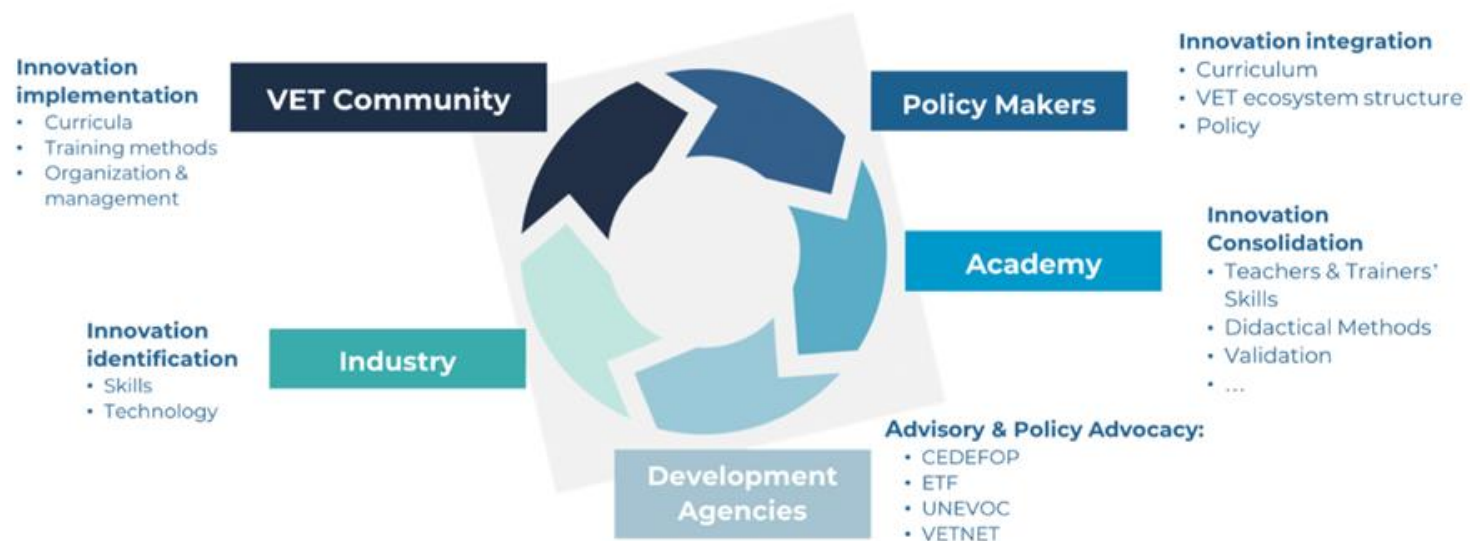 Innovation
implementation
• Curricula
• Training methods
• Organization &
management
VET Community
Policy Makers
Innovation integration
• Curriculum
• VET ecosystem structure
• Policy
Academy
Innovation
Consolidation
• Teachers & Trainers'
Skills
• Didactical Methods
• Validation
• ...
Innovation
identification
• Skills
• Technology
Industry
Development
Agencies
Advisory & Policy Advocacy:
• CEDEFOP
• ETF
• UNEVOC
• VETNET